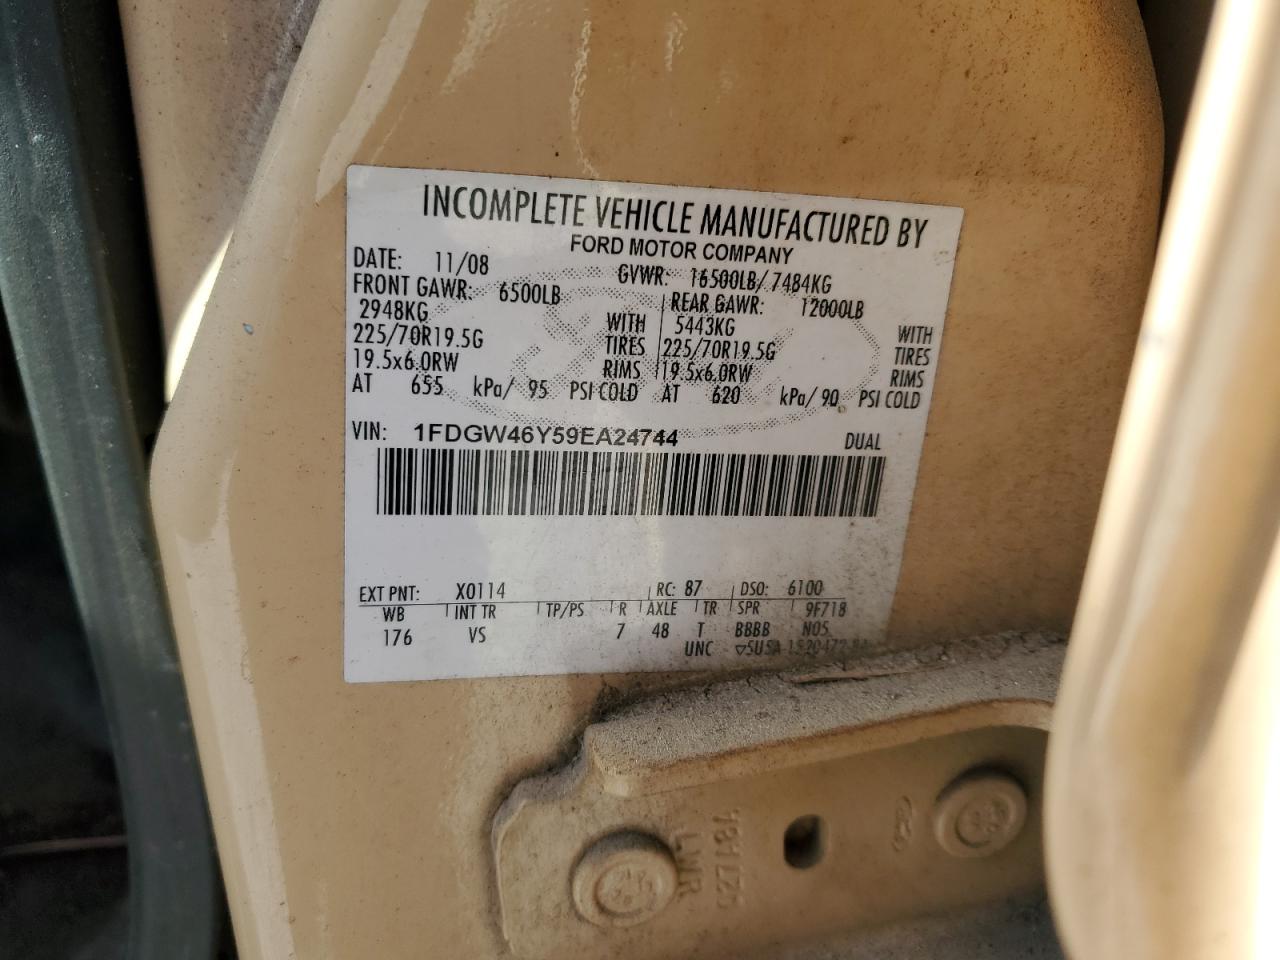 INCOMPLETE VEHICLE MANUFACTURED BY
FORD MOTOR COMPANY
DATE: 11/08 GVWR: 16500LB/ 7484KG
FRONT GAWR: 6500LB REAR GAWR: 12000LB
2948KG WITH 5443KG WITH
225/70R19.5G TIRES 225/70R19.5G TIRES
19.5x6.0RW RIMS 19.5x6.0RW RIMS
AT 655 kPa/ 95 PSI COLD AT 620 kPa/ 90 PSI COLD
VIN: 1FDGW46Y59EA24744 DUAL
EXT PNT: X0114 RC: 87 DSO: 6100
WB INT TR TP/PS R AXLE TR SPR 9F718
176 VS 7 48 T BBBB N05
UNC
LWR